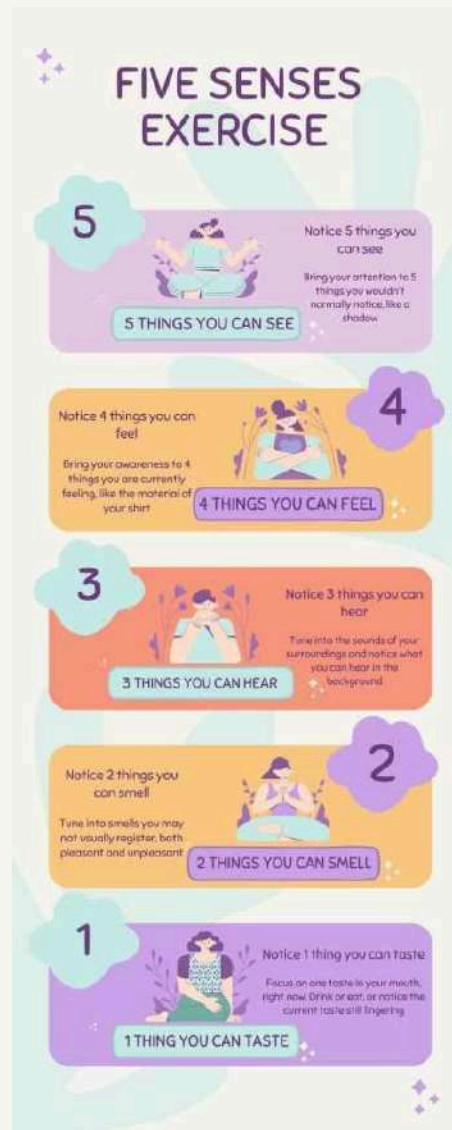 FIVE SENSES
EXERCISE
5
Notice 5 things you
can see
Bring your attention to 5
things you wouldn't
normally notice, like a
shadow
5 THINGS YOU CAN SEE
4
Notice 4 things you can
feel
Bring your awareness to 4
things you are currently
feeling, like the material of
your shirt
4 THINGS YOU CAN FEEL
3
Notice 3 things you can
hear
Tune into the sounds of your
surroundings and notice what
you can hear in the
background
3 THINGS YOU CAN HEAR
2
Notice 2 things you
can smell
Tune into smells you may
not usually register, both
pleasant and unpleasant
2 THINGS YOU CAN SMELL
1
Notice 1 thing you can taste
Focus on one taste in your mouth,
right now. Drink or eat, or notice the
current taste still lingering
1 THING YOU CAN TASTE